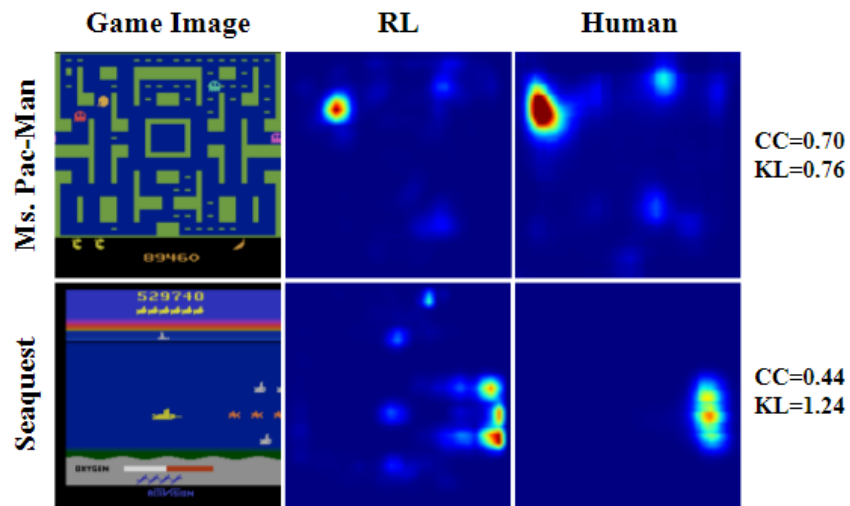 Game Image RL Human
Ms. Pac-Man
89460
CC=0.70
KL=0.76
Seaquest
529740
OXYGEN
ACTIVISION
CC=0.44
KL=1.24